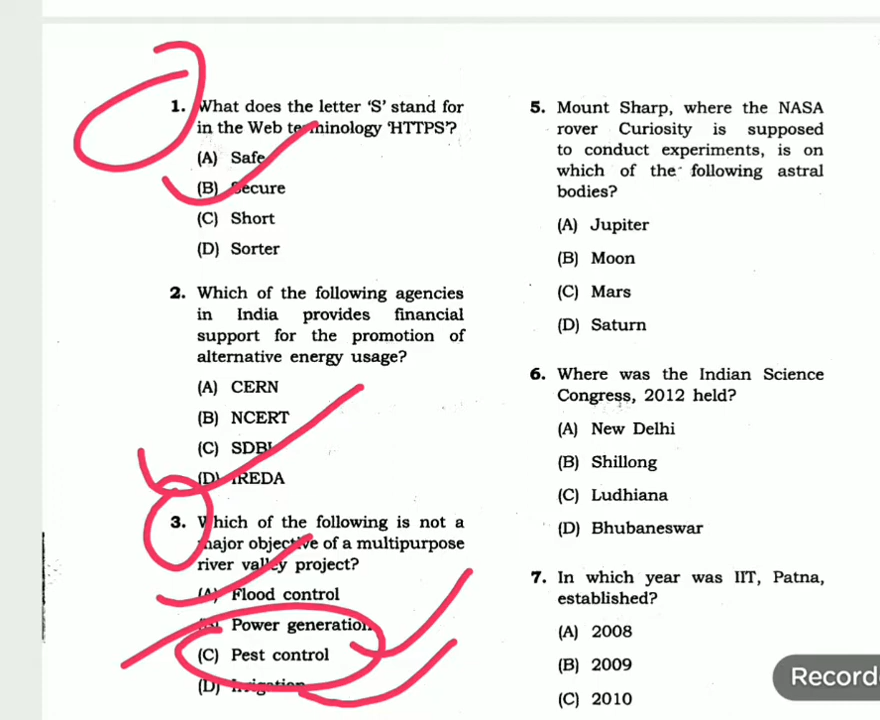 1. What does the letter 'S' stand for
in the Web terminology 'HTTPS'?
(A) Safe
(B) Secure
(C) Short
(D) Sorter
2. Which of the following agencies
in India provides financial
support for the promotion of
alternative energy usage?
(A) CERN
(B) NCERT
(C) SDBI
(D) IREDA
3. Which of the following is not a
major objective of a multipurpose
river valley project?
(A) Flood control
(B) Power generation
(C) Pest control
(D) Irrigation
5. Mount Sharp, where the NASA
rover Curiosity is supposed
to conduct experiments, is on
which of the following astral
bodies?
(A) Jupiter
(B) Moon
(C) Mars
(D) Saturn
6. Where was the Indian Science
Congress, 2012 held?
(A) New Delhi
(B) Shillong
(C) Ludhiana
(D) Bhubaneswar
7. In which year was IIT, Patna,
established?
(A) 2008
(B) 2009
(C) 2010
Record